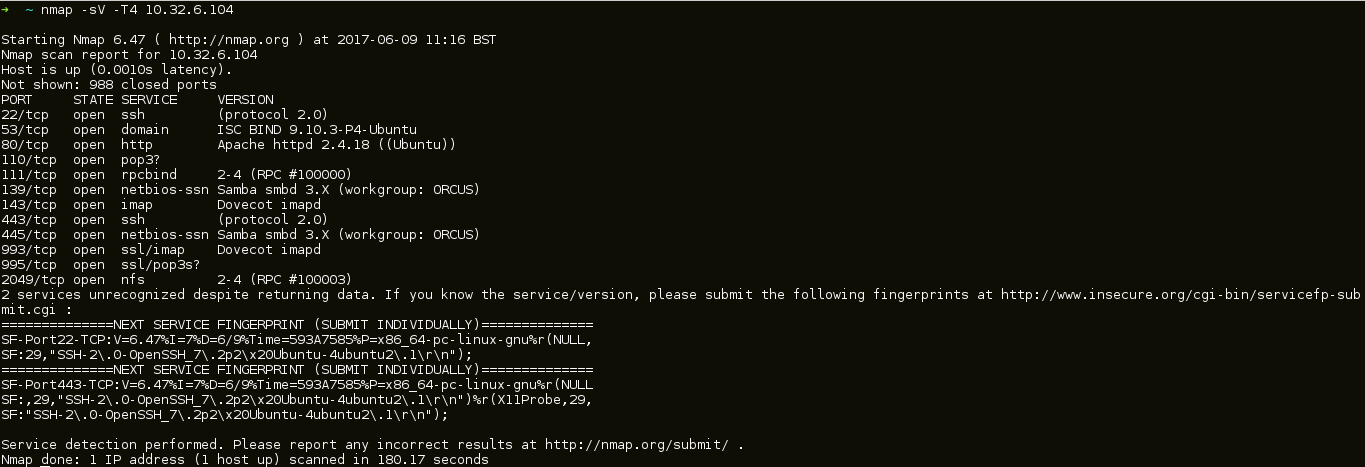 ➜  ~ nmap -sV -T4 10.32.6.104

Starting Nmap 6.47 ( http://nmap.org ) at 2017-06-09 11:16 BST
Nmap scan report for 10.32.6.104
Host is up (0.0010s latency).
Not shown: 988 closed ports
PORT     STATE SERVICE     VERSION
22/tcp   open  ssh         (protocol 2.0)
53/tcp   open  domain      ISC BIND 9.10.3-P4-Ubuntu
80/tcp   open  http        Apache httpd 2.4.18 ((Ubuntu))
110/tcp  open  pop3?
111/tcp  open  rpcbind     2-4 (RPC #100000)
139/tcp  open  netbios-ssn Samba smbd 3.X (workgroup: ORCUS)
143/tcp  open  imap        Dovecot imapd
443/tcp  open  ssh         (protocol 2.0)
445/tcp  open  netbios-ssn Samba smbd 3.X (workgroup: ORCUS)
993/tcp  open  ssl/imap    Dovecot imapd
995/tcp  open  ssl/pop3s?
2049/tcp open  nfs         2-4 (RPC #100003)
2 services unrecognized despite returning data. If you know the service/version, please submit the following fingerprints at http://www.insecure.org/cgi-bin/servicefp-sub
mit.cgi :
==============NEXT SERVICE FINGERPRINT (SUBMIT INDIVIDUALLY)==============
SF-Port22-TCP:V=6.47%I=7%D=6/9%Time=593A7585%P=x86_64-pc-linux-gnu%r(NULL,
SF:29,"SSH-2\.0-OpenSSH_7\.2p2\x20Ubuntu-4ubuntu2\.1\r\n");
==============NEXT SERVICE FINGERPRINT (SUBMIT INDIVIDUALLY)==============
SF-Port443-TCP:V=6.47%I=7%D=6/9%Time=593A7585%P=x86_64-pc-linux-gnu%r(NULL
SF:,29,"SSH-2\.0-OpenSSH_7\.2p2\x20Ubuntu-4ubuntu2\.1\r\n")%r(X11Probe,29,
SF:"SSH-2\.0-OpenSSH_7\.2p2\x20Ubuntu-4ubuntu2\.1\r\n");

Service detection performed. Please report any incorrect results at http://nmap.org/submit/ .
Nmap done: 1 IP address (1 host up) scanned in 180.17 seconds